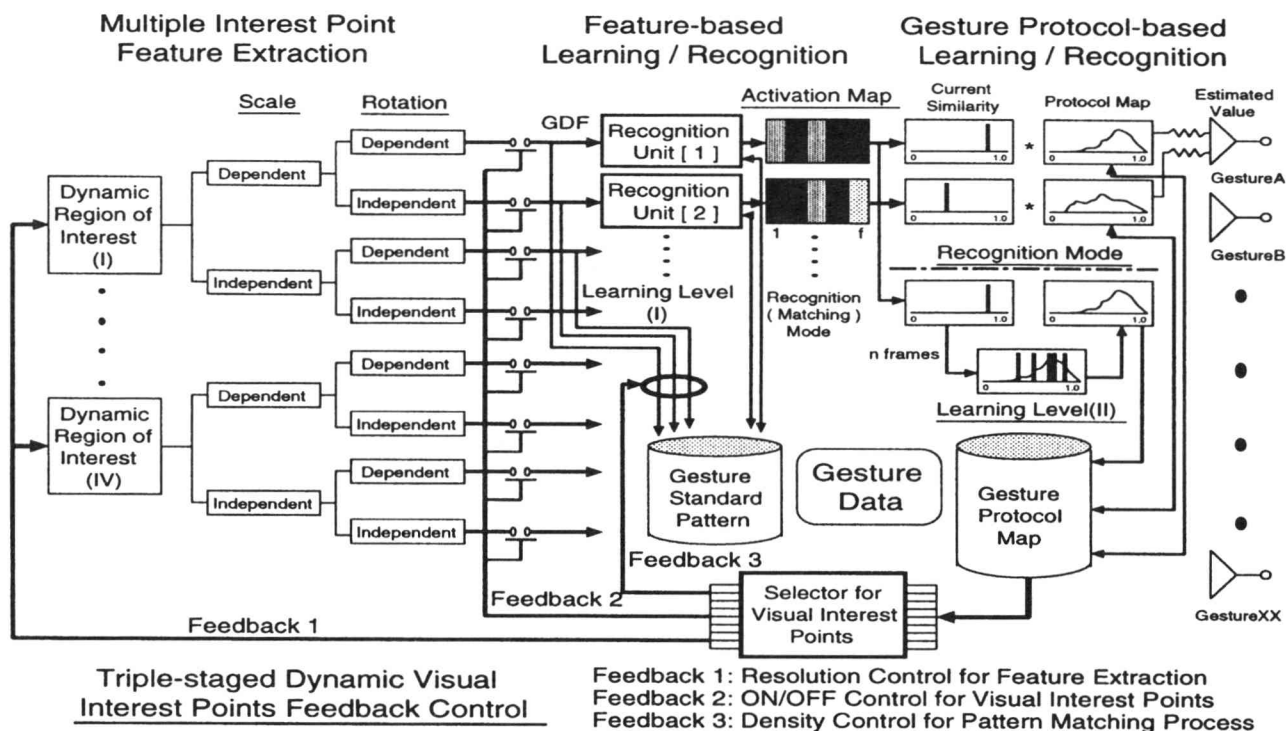 Multiple Interest Point
Feature Extraction
Feature-based
Learning / Recognition
Gesture Protocol-based
Learning / Recognition
Scale
Rotation
Dynamic
Region of
Interest
(I)
Dynamic
Region of
Interest
(IV)
Dependent
Independent
Dependent
Independent
Dependent
Independent
Dependent
Independent
Dependent
Independent
Dependent
Independent
GDF
Recognition
Unit [ 1 ]
Recognition
Unit [ 2 ]
Learning Level
(I)
Activation Map
1 f
Recognition
( Matching )
Mode
Current
Similarity
Protocol Map
Estimated
Value
0 1.0
*
0 1.0
GestureA
0 1.0
*
0 1.0
GestureB
Recognition Mode
0 1.0
0 1.0
n frames
0 1.0
Learning Level(II)
Gesture
Standard
Pattern
Gesture
Data
Gesture
Protocol
Map
GestureXX
Feedback 3
Feedback 2
Feedback 1
Selector for
Visual Interest
Points
Triple-staged Dynamic Visual
Interest Points Feedback Control
Feedback 1: Resolution Control for Feature Extraction
Feedback 2: ON/OFF Control for Visual Interest Points
Feedback 3: Density Control for Pattern Matching Process